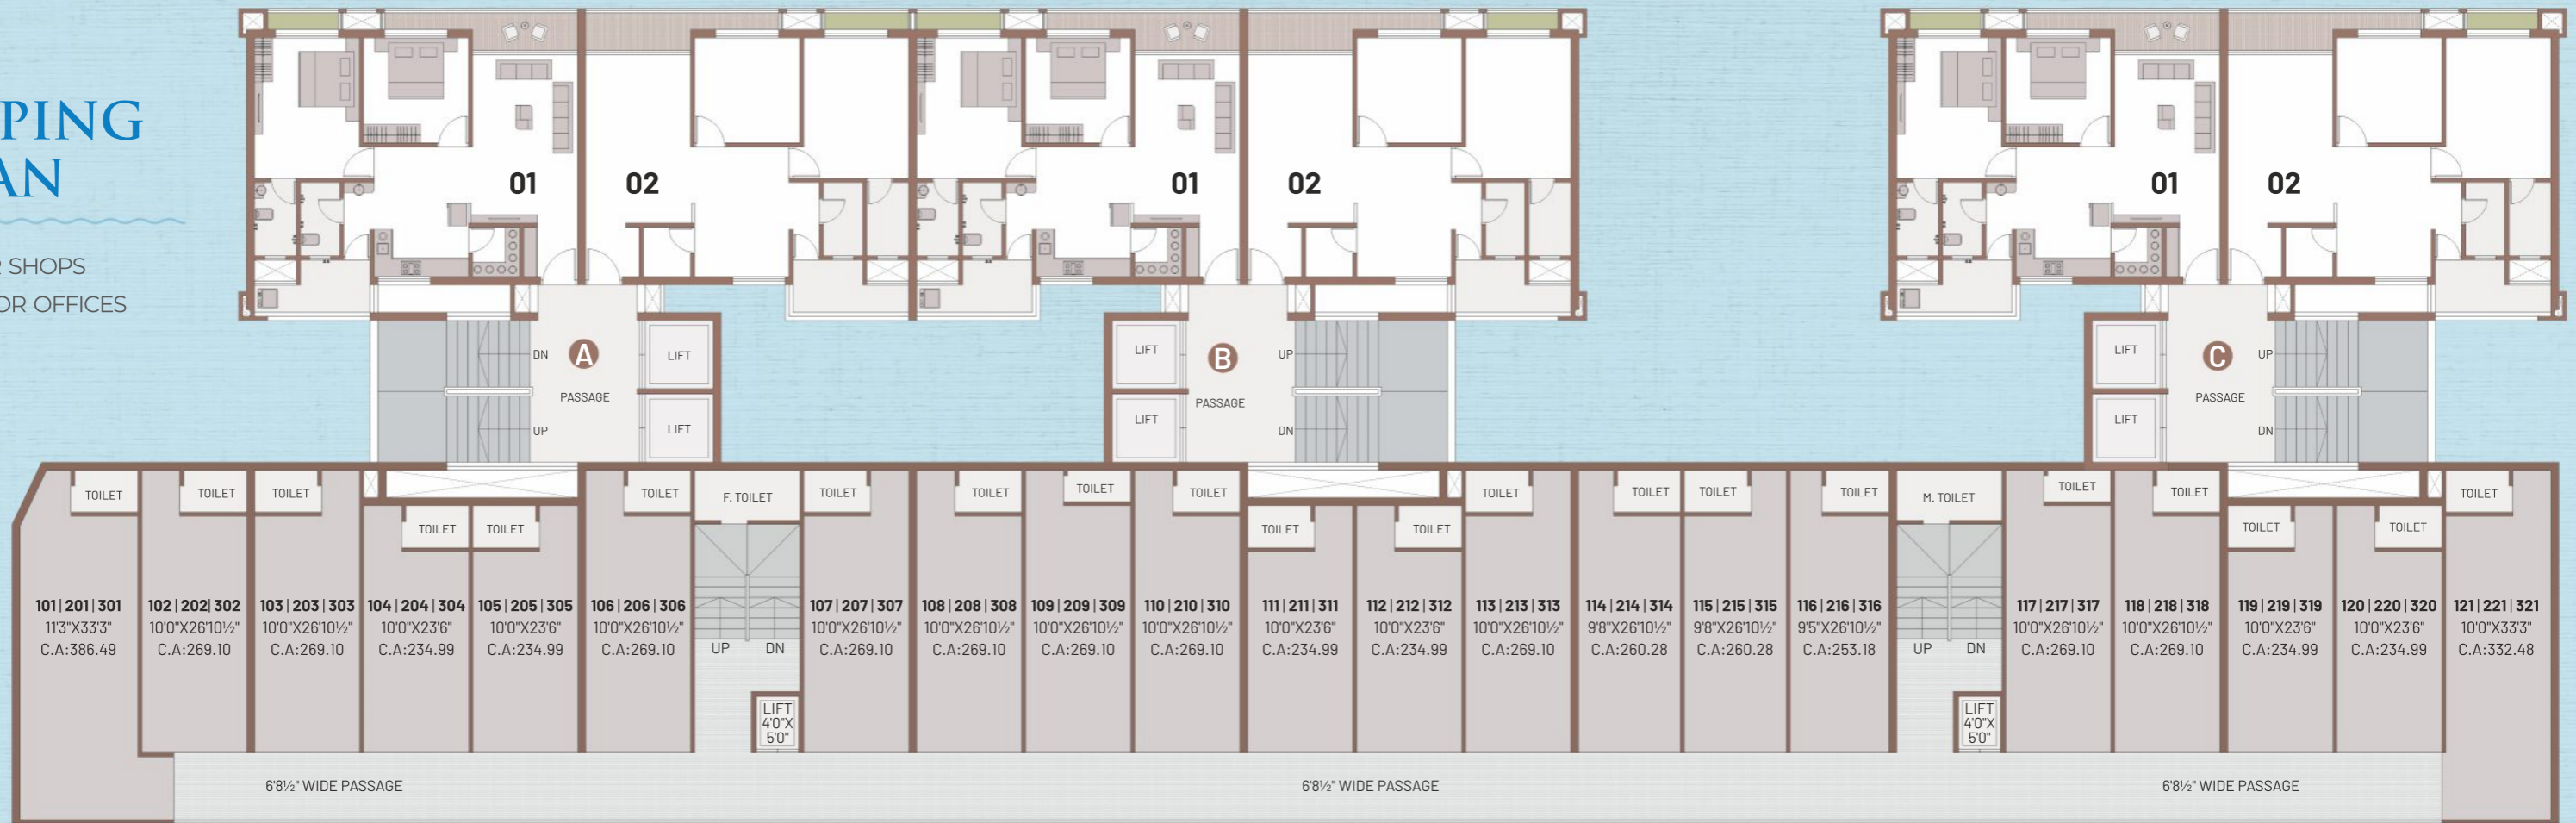 PING
AN
SHOPS
OR OFFICES
01
02
01
02
01
02
DN
A
PASSAGE
UP
LIFT
LIFT
LIFT
LIFT
B
PASSAGE
UP
DN
LIFT
LIFT
C
PASSAGE
UP
DN
TOILET
TOILET
TOILET
TOILET
TOILET
TOILET
F. TOILET
TOILET
TOILET
TOILET
TOILET
TOILET
TOILET
TOILET
TOILET
TOILET
TOILET
M. TOILET
TOILET
TOILET
TOILET
TOILET
TOILET
101|201|301
11'3"X33'3"
C.A:386.49
102|202|302
10'0"X26'10½"
C.A:269.10
103|203|303
10'0"X26'10½"
C.A:269.10
104|204|304
10'0"X23'6"
C.A:234.99
105|205|305
10'0"X23'6"
C.A:234.99
106|206|306
10'0"X26'10½"
C.A:269.10
UP DN
LIFT
4'0"X
5'0"
107|207|307
10'0"X26'10½"
C.A:269.10
108|208|308
10'0"X26'10½"
C.A:269.10
109|209|309
10'0"X26'10½"
C.A:269.10
110|210|310
10'0"X26'10½"
C.A:269.10
111|211|311
10'0"X23'6"
C.A:234.99
112|212|312
10'0"X23'6"
C.A:234.99
113|213|313
10'0"X26'10½"
C.A:269.10
114|214|314
9'8"X26'10½"
C.A:260.28
115|215|315
9'8"X26'10½"
C.A:260.28
116|216|316
9'5"X26'10½"
C.A:253.18
UP DN
LIFT
4'0"X
5'0"
117|217|317
10'0"X26'10½"
C.A:269.10
118|218|318
10'0"X26'10½"
C.A:269.10
119|219|319
10'0"X23'6"
C.A:234.99
120|220|320
10'0"X23'6"
C.A:234.99
121|221|321
10'0"X33'3"
C.A:332.48
6'8½" WIDE PASSAGE
6'8½" WIDE PASSAGE
6'8½" WIDE PASSAGE